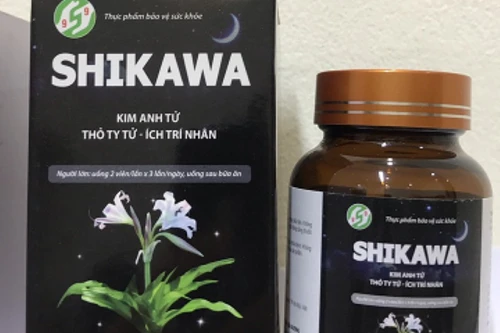 Thực phẩm bảo vệ sức khỏe
SHIKAWA
KIM ANH TỬ
THỎ TY TỬ - ÍCH TRÍ NHÂN
Người lớn: uống 2 viên/lần x 3 lần/ngày, uống sau bữa ăn
Thực phẩm bảo vệ sức khỏe
SHIKAWA
KIM ANH TỬ
THỎ TY TỬ - ÍCH TRÍ NHÂN